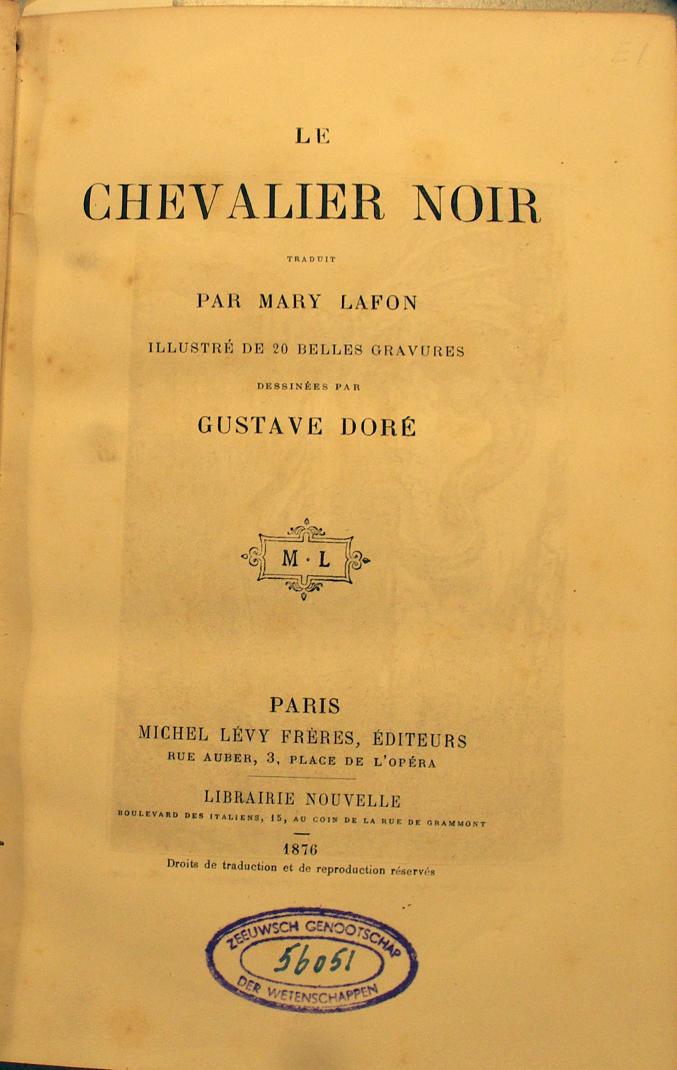 E1
LE
CHEVALIER NOIR
TRADUIT
PAR MARY LAFON
ILLUSTRÉ DE 20 BELLES GRAVURES
DESSINÉES PAR
GUSTAVE DORÉ
M · L
PARIS
MICHEL LÉVY FRÈRES, ÉDITEURS
RUE AUBER, 3, PLACE DE L'OPÉRA
LIBRAIRIE NOUVELLE
BOULEVARD DES ITALIENS, 15, AU COIN DE LA RUE DE GRAMMONT
1876
Droits de traduction et de reproduction réservés
ZEEUWSCH GENOOTSCHAP
56051
DER WETENSCHAPPEN